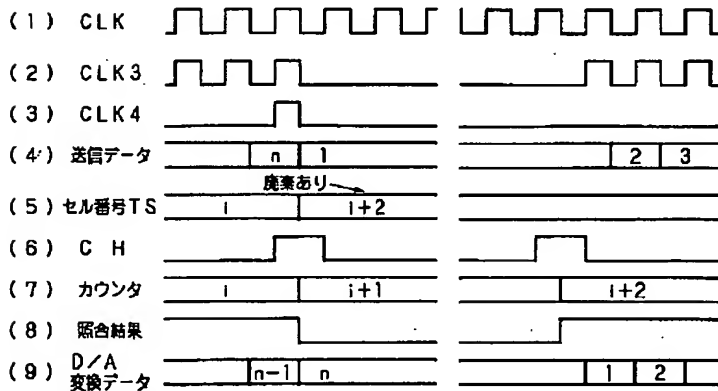 (1) CLK
(2) CLK3
(3) CLK4
(4) 送信データ n 1 2 3
廃棄あり
(5) セル番号TS i i+2
(6) CH
(7) カウンタ i i+1 i+2
(8) 照合結果
(9) D/A変換データ n-1 n 1 2